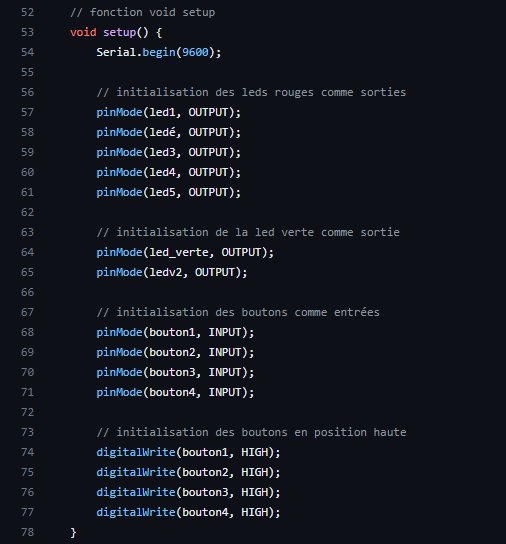 52 // fonction void setup
53 void setup() {
54 Serial.begin(9600);
55
56 // initialisation des leds rouges comme sorties
57 pinMode(led1, OUTPUT);
58 pinMode(ledé, OUTPUT);
59 pinMode(led3, OUTPUT);
60 pinMode(led4, OUTPUT);
61 pinMode(led5, OUTPUT);
62
63 // initialisation de la led verte comme sortie
64 pinMode(led_verte, OUTPUT);
65 pinMode(ledv2, OUTPUT);
66
67 // initialisation des boutons comme entrées
68 pinMode(bouton1, INPUT);
69 pinMode(bouton2, INPUT);
70 pinMode(bouton3, INPUT);
71 pinMode(bouton4, INPUT);
72
73 // initialisation des boutons en position haute
74 digitalWrite(bouton1, HIGH);
75 digitalWrite(bouton2, HIGH);
76 digitalWrite(bouton3, HIGH);
77 digitalWrite(bouton4, HIGH);
78 }